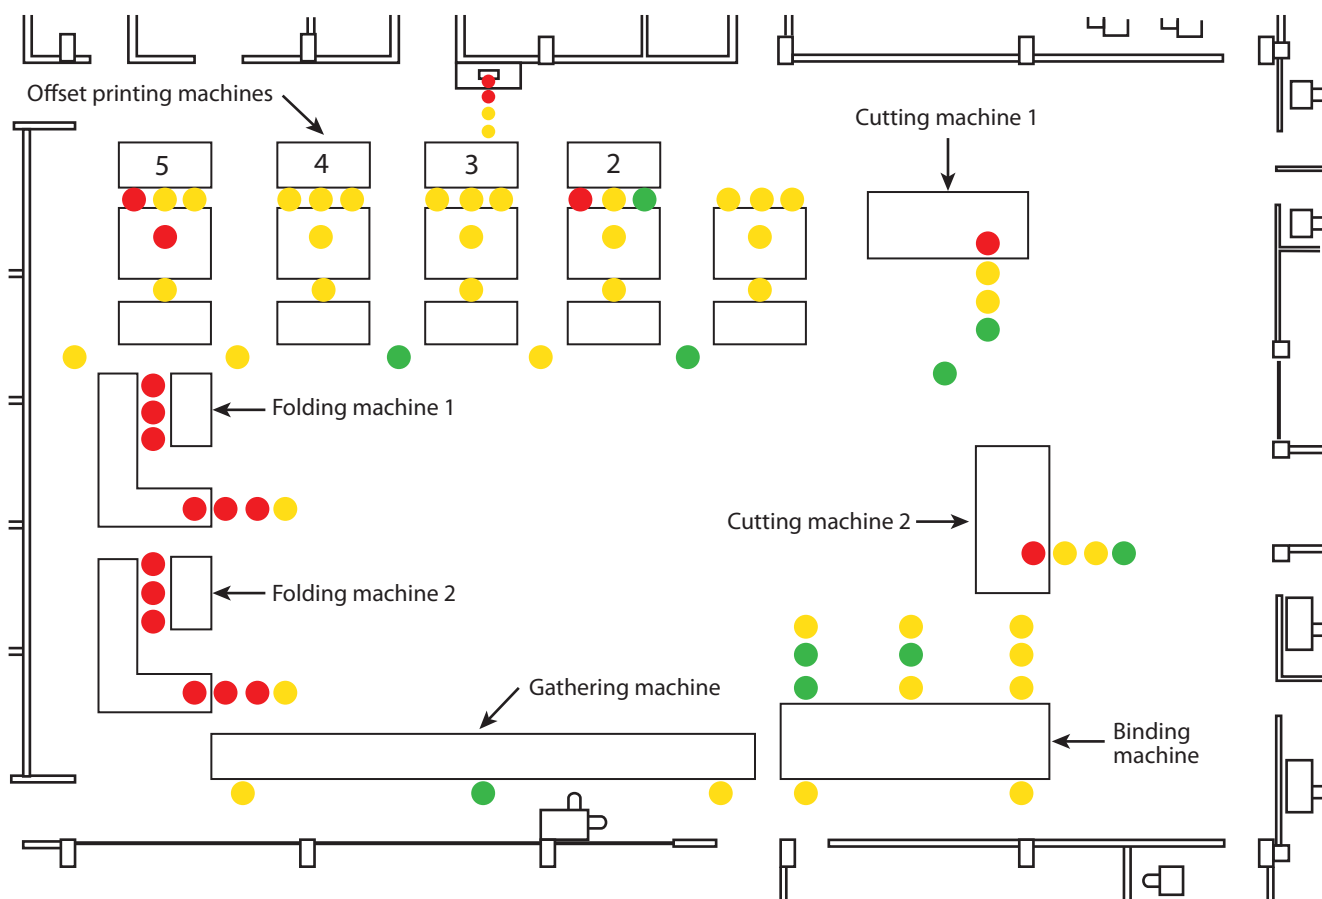 Offset printing machines
Cutting machine 1
5
4
3
2
Folding machine 1
Cutting machine 2
Folding machine 2
Gathering machine
Binding
machine